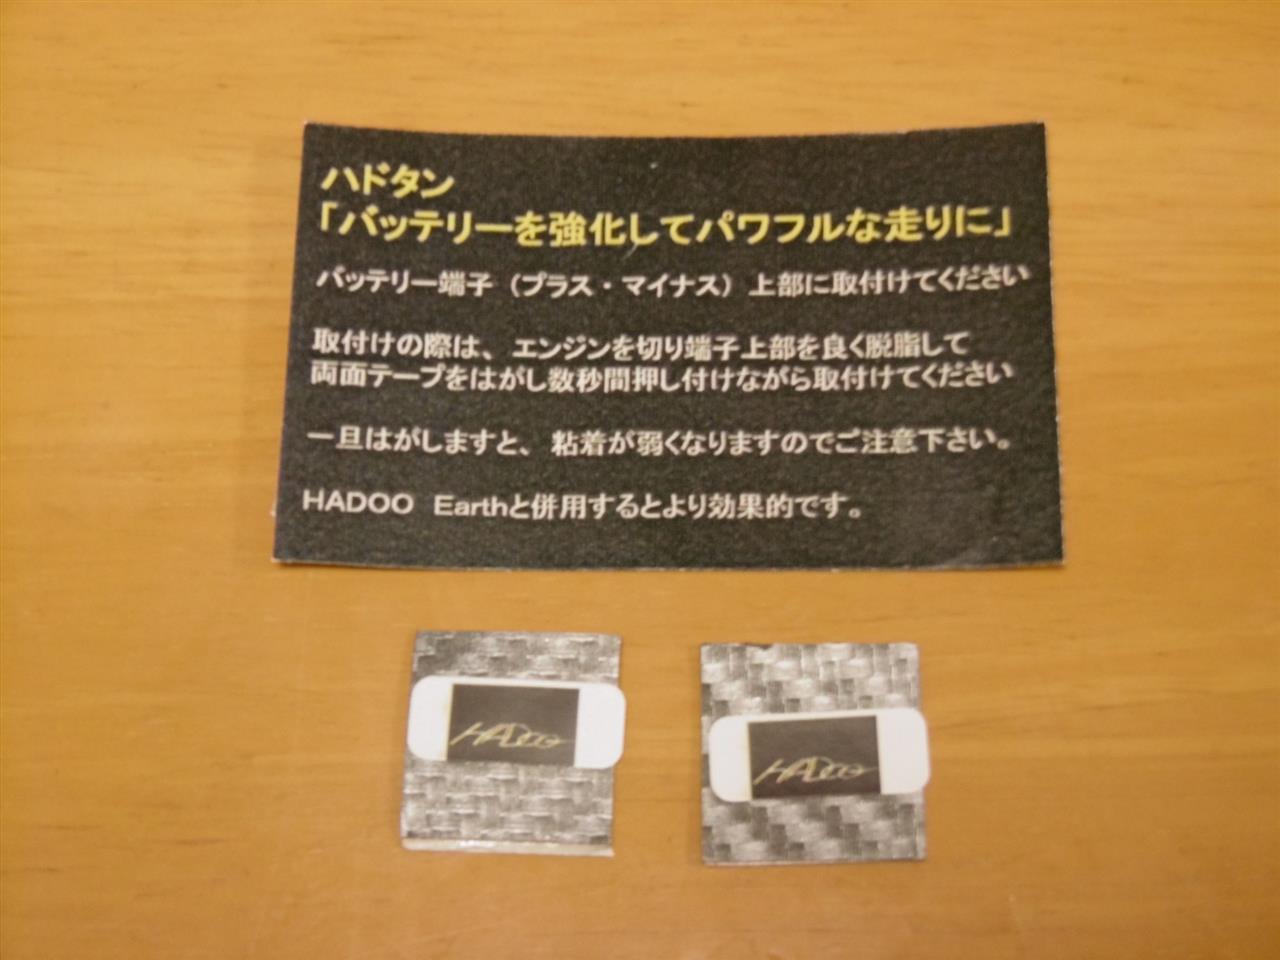 ハドタン
「バッテリーを強化してパワフルな走りに」
バッテリー端子（プラス・マイナス）上部に取付けてください
取付けの際は、エンジンを切り端子上部を良く脱脂して
両面テープをはがし数秒間押し付けながら取付けてください
一旦はがしますと、粘着が弱くなりますのでご注意下さい。
HADOO Earthと併用するとより効果的です。
HADOO
HADOO